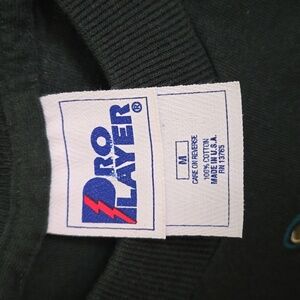 PRO
PLAYER®
M
CARE ON REVERSE
100% COTTON
MADE IN U.S.A.
RN 13765